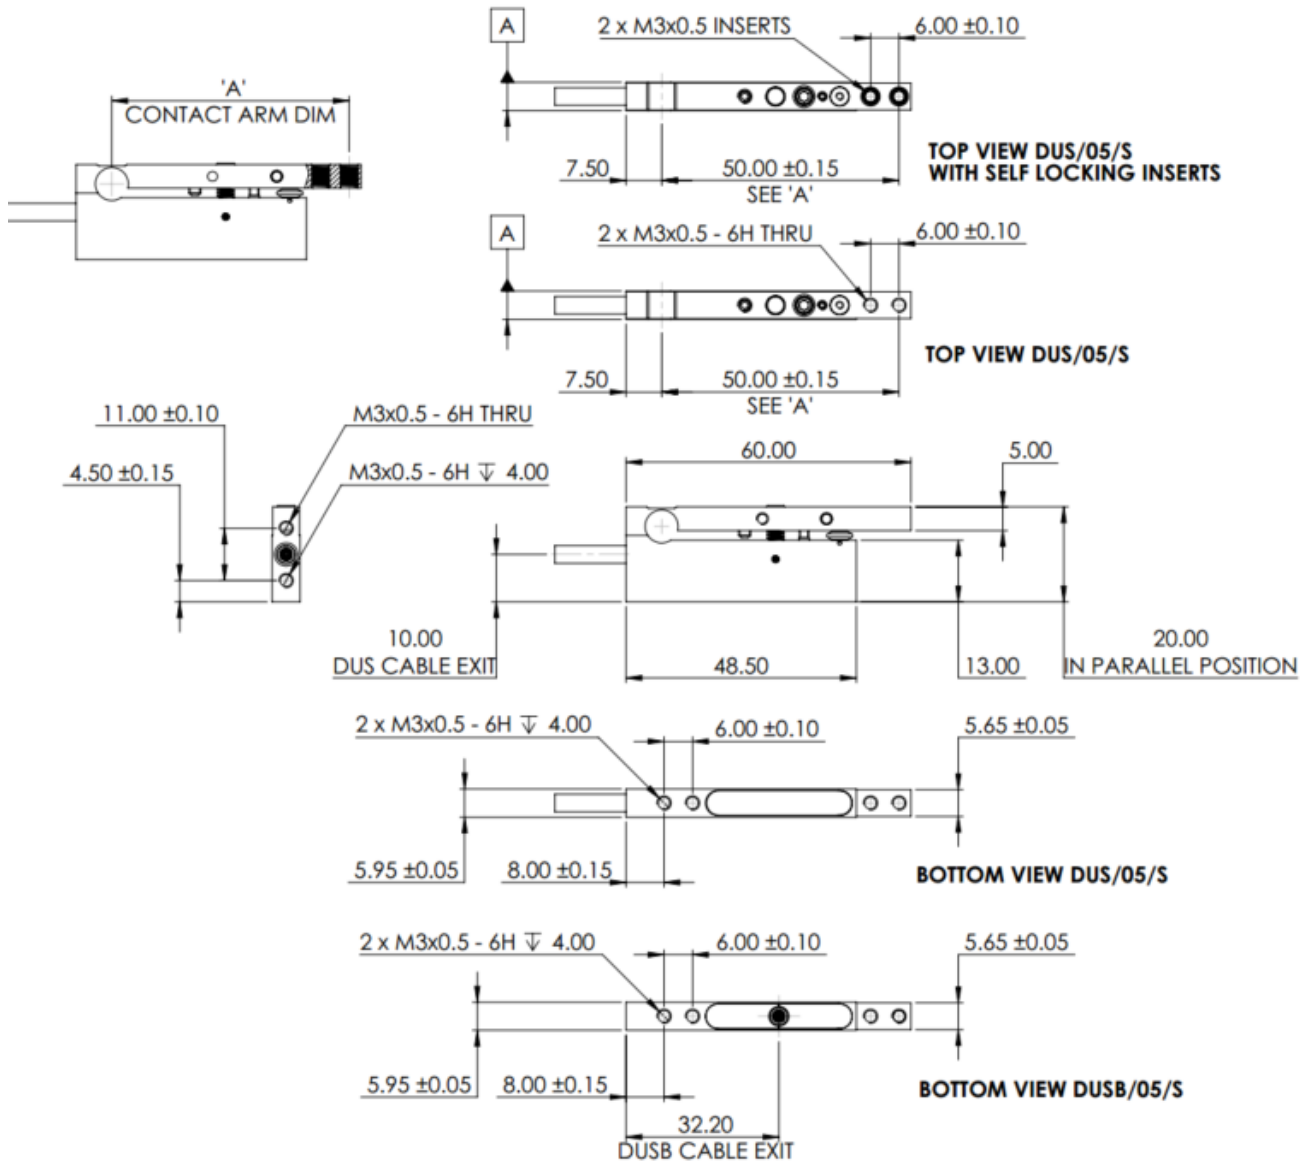 A
2 x M3x0.5 INSERTS
6.00 ±0.10
'A'
CONTACT ARM DIM
7.50
50.00 ±0.15
SEE 'A'
TOP VIEW DUS/05/S
WITH SELF LOCKING INSERTS
A
2 x M3x0.5 - 6H THRU
6.00 ±0.10
7.50
50.00 ±0.15
SEE 'A'
TOP VIEW DUS/05/S
11.00 ±0.10
M3x0.5 - 6H THRU
4.50 ±0.15
M3x0.5 - 6H ↧ 4.00
60.00
5.00
10.00
DUS CABLE EXIT
48.50
13.00
20.00
IN PARALLEL POSITION
2 x M3x0.5 - 6H ↧ 4.00
6.00 ±0.10
5.65 ±0.05
5.95 ±0.05
8.00 ±0.15
BOTTOM VIEW DUS/05/S
2 x M3x0.5 - 6H ↧ 4.00
6.00 ±0.10
5.65 ±0.05
5.95 ±0.05
8.00 ±0.15
BOTTOM VIEW DUSB/05/S
32.20
DUSB CABLE EXIT